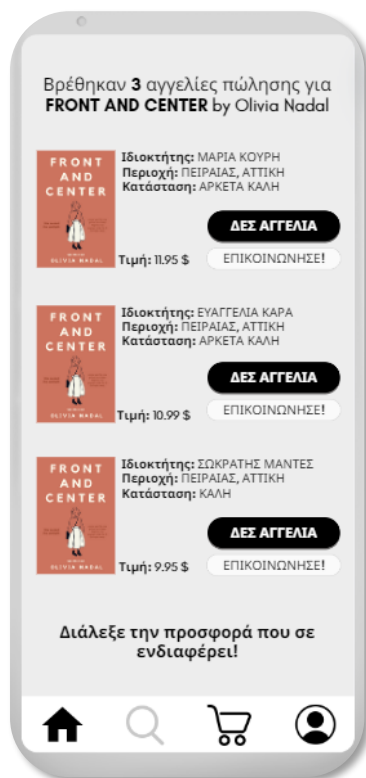 Βρέθηκαν 3 αγγελίες πώλησης για
FRONT AND CENTER by Olivia Nadal
FRONT
AND
CENTER
OLIVIA NADAL
Ιδιοκτήτης: ΜΑΡΙΑ ΚΟΥΡΗ
Περιοχή: ΠΕΙΡΑΙΑΣ, ΑΤΤΙΚΗ
Κατάσταση: ΑΡΚΕΤΑ ΚΑΛΗ
ΔΕΣ ΑΓΓΕΛΙΑ
Τιμή: 11.95 $
ΕΠΙΚΟΙΝΩΝΗΣΕ!
FRONT
AND
CENTER
OLIVIA NADAL
Ιδιοκτήτης: ΕΥΑΓΓΕΛΙΑ ΚΑΡΑ
Περιοχή: ΠΕΙΡΑΙΑΣ, ΑΤΤΙΚΗ
Κατάσταση: ΑΡΚΕΤΑ ΚΑΛΗ
ΔΕΣ ΑΓΓΕΛΙΑ
Τιμή: 10.99 $
ΕΠΙΚΟΙΝΩΝΗΣΕ!
FRONT
AND
CENTER
OLIVIA NADAL
Ιδιοκτήτης: ΣΩΚΡΑΤΗΣ ΜΑΝΤΕΣ
Περιοχή: ΠΕΙΡΑΙΑΣ, ΑΤΤΙΚΗ
Κατάσταση: ΚΑΛΗ
ΔΕΣ ΑΓΓΕΛΙΑ
Τιμή: 9.95 $
ΕΠΙΚΟΙΝΩΝΗΣΕ!
Διάλεξε την προσφορά που σε
ενδιαφέρει!